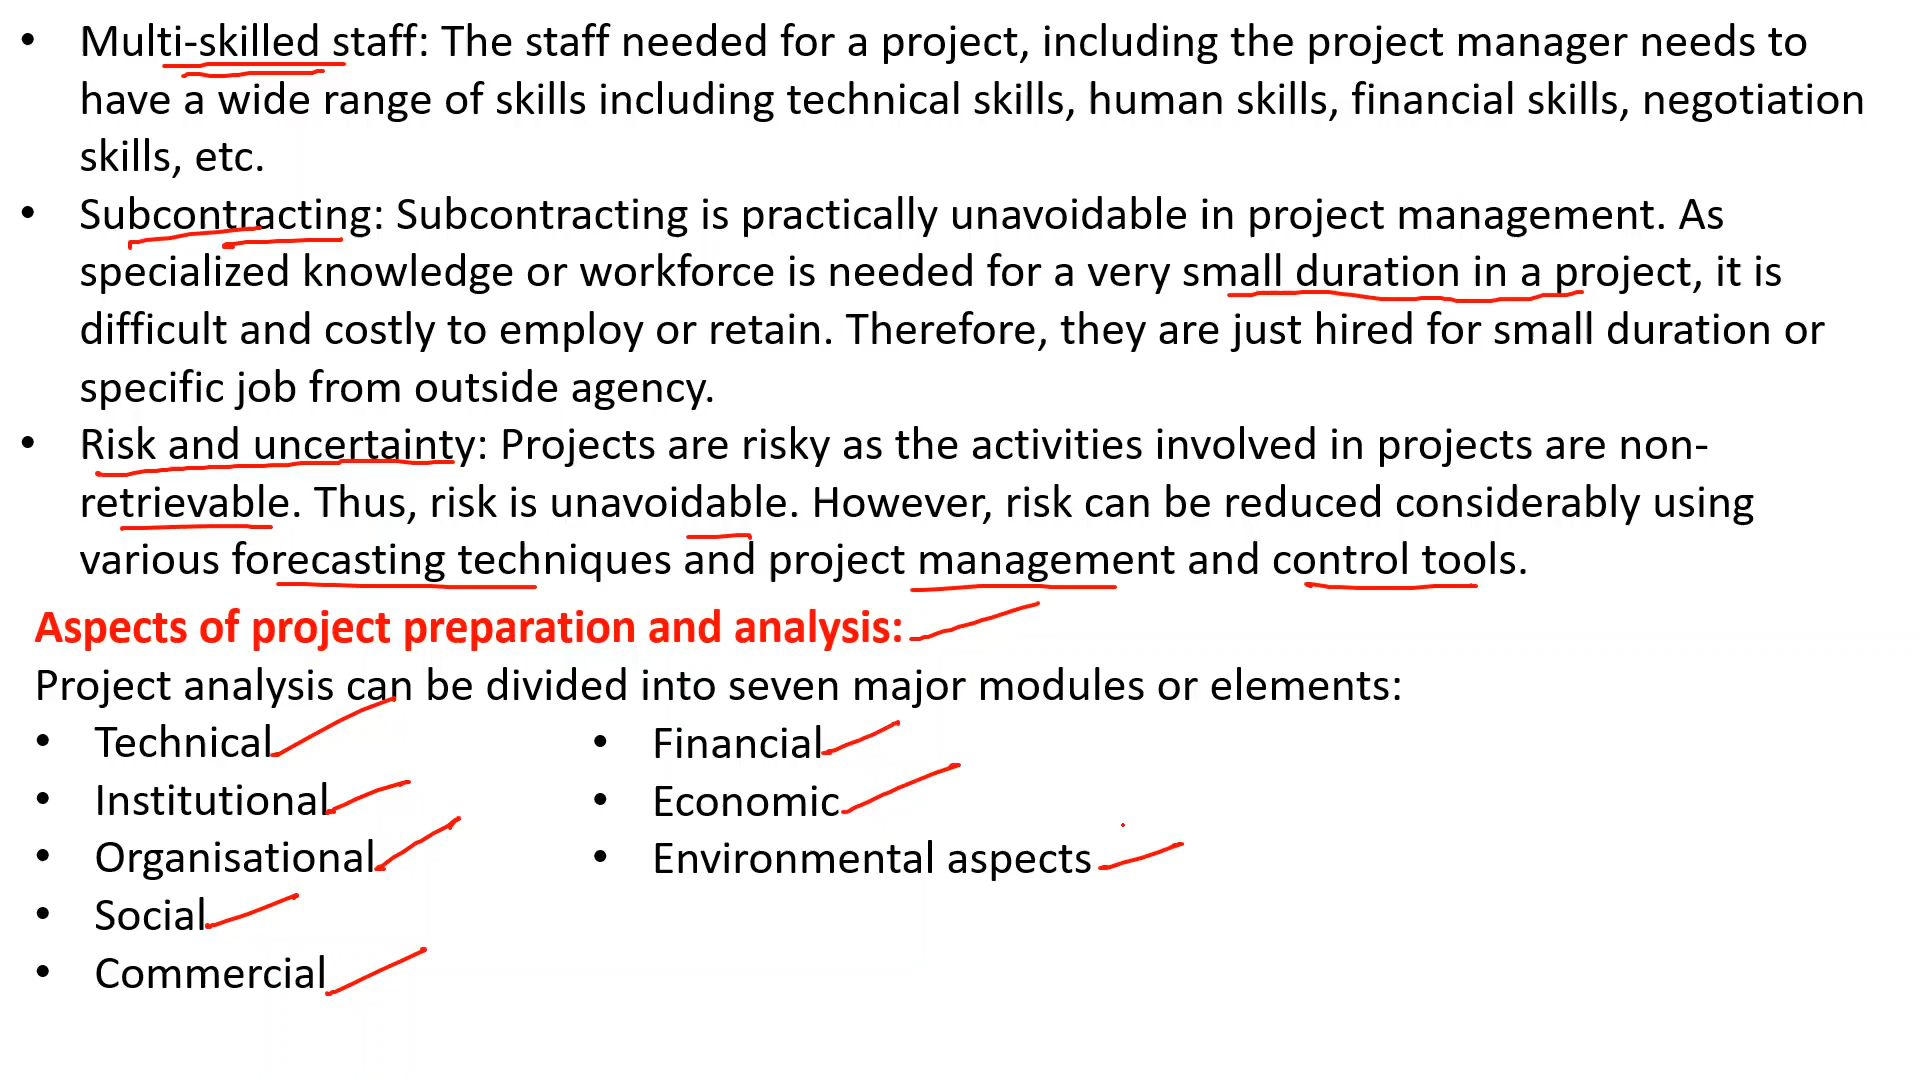 • Multi-skilled staff: The staff needed for a project, including the project manager needs to
have a wide range of skills including technical skills, human skills, financial skills, negotiation
skills, etc.
• Subcontracting: Subcontracting is practically unavoidable in project management. As
specialized knowledge or workforce is needed for a very small duration in a project, it is
difficult and costly to employ or retain. Therefore, they are just hired for small duration or
specific job from outside agency.
• Risk and uncertainty: Projects are risky as the activities involved in projects are non-
retrievable. Thus, risk is unavoidable. However, risk can be reduced considerably using
various forecasting techniques and project management and control tools.
Aspects of project preparation and analysis:
Project analysis can be divided into seven major modules or elements:
• Technical
• Institutional
• Organisational
• Social
• Commercial
• Financial
• Economic
• Environmental aspects